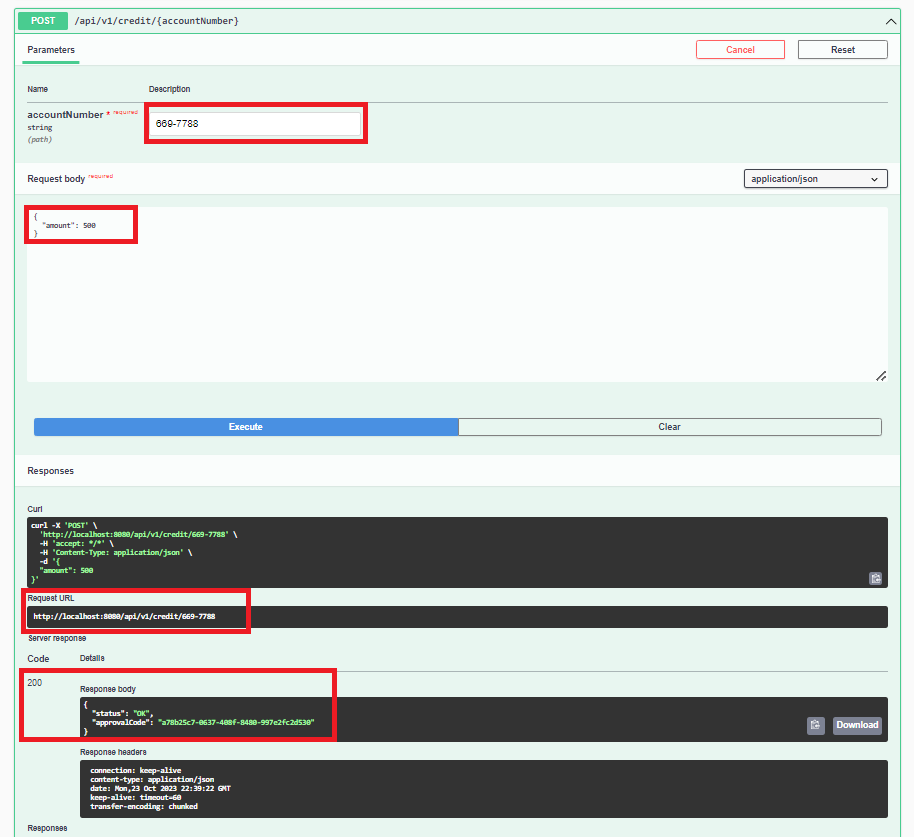 POST /api/v1/credit/{accountNumber}
Parameters
Cancel
Reset
Name Description
accountNumber * required
string
(path)
669-7788
Request body required
application/json
{
"amount": 500
}
Execute
Clear
Responses
Curl
curl -X 'POST' \
'http://localhost:8080/api/v1/credit/669-7788' \
-H 'accept: */*' \
-H 'Content-Type: application/json' \
-d '{
"amount": 500
}'
Request URL
http://localhost:8080/api/v1/credit/669-7788
Server response
Code Details
200
Response body
{
"status": "OK",
"approvalCode": "a78b25c7-0637-408f-8480-997e2fc2d530"
}
Download
Response headers
connection: keep-alive
content-type: application/json
date: Mon,23 Oct 2023 22:39:22 GMT
keep-alive: timeout=60
transfer-encoding: chunked
Responses